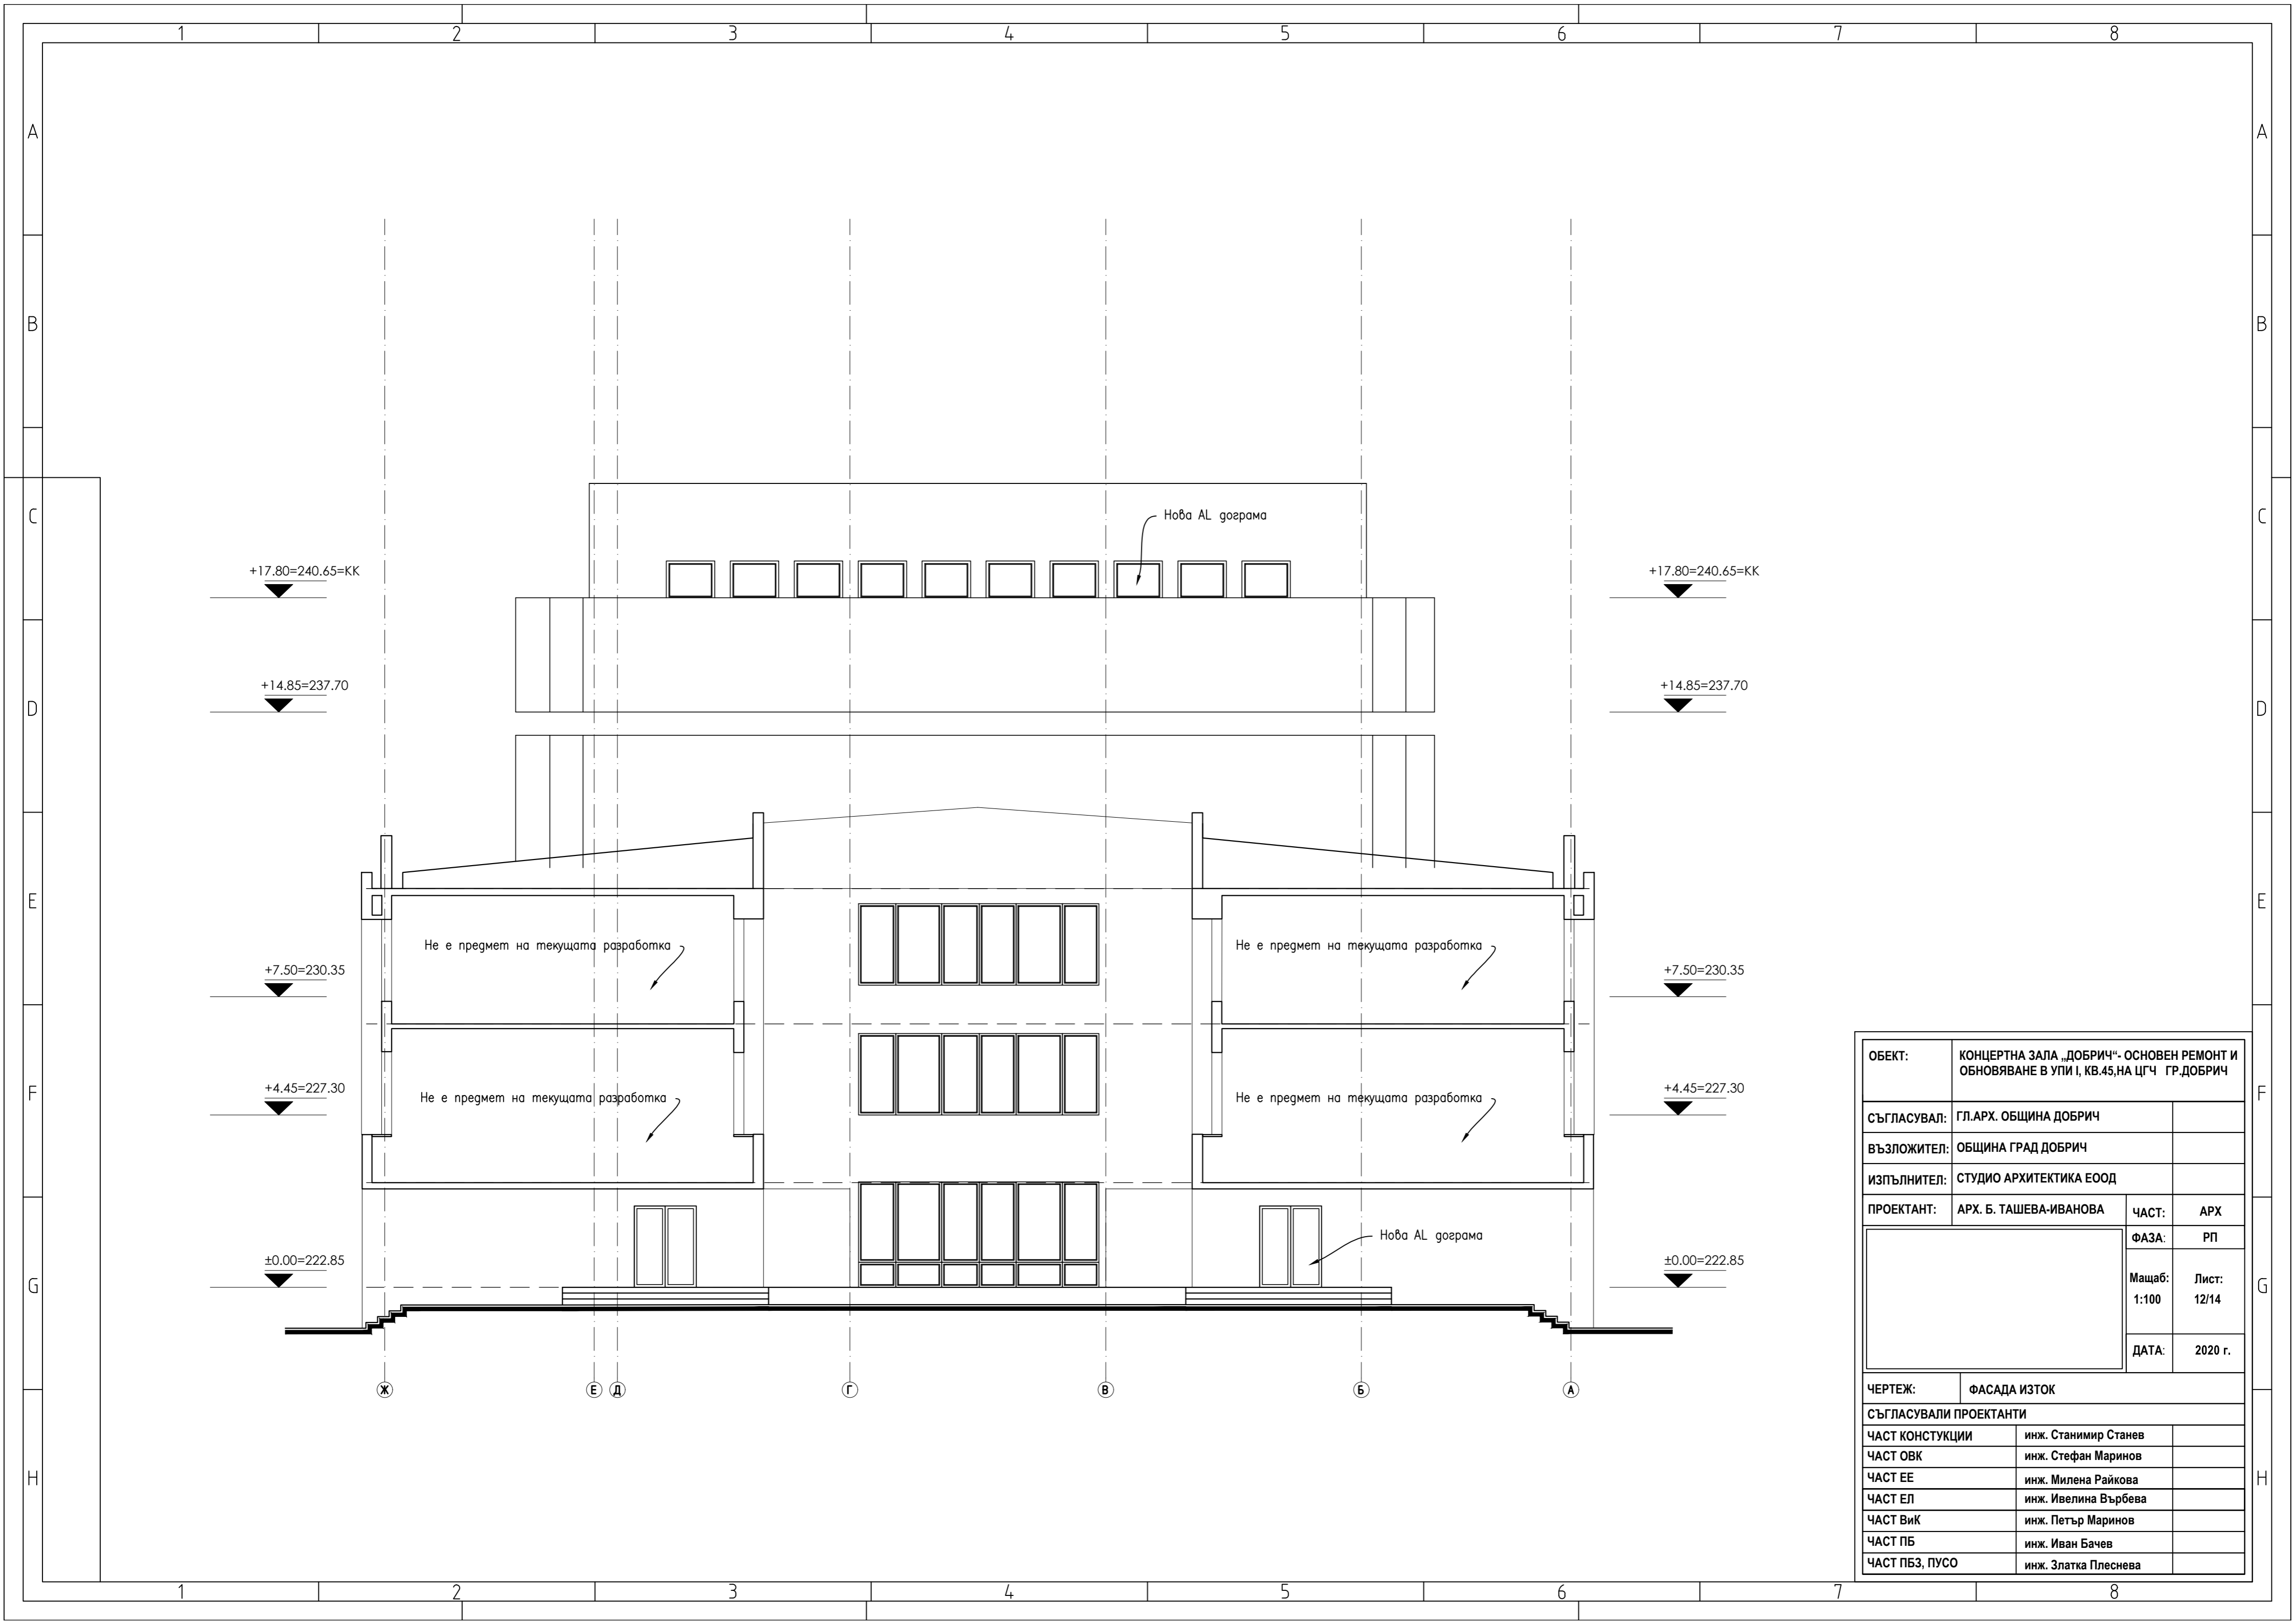 1 2 3 4 5 6 7 8
A A
B B
C C
Нова AL дограма
+17.80=240.65=KK +17.80=240.65=KK
+14.85=237.70 +14.85=237.70
D D
E E
Не е предмет на текущата разработка Не е предмет на текущата разработка
+7.50=230.35 +7.50=230.35
+4.45=227.30 +4.45=227.30
F F
Не е предмет на текущата разработка Не е предмет на текущата разработка
Нова AL дограма
±0.00=222.85 ±0.00=222.85
G G
Ж Е Д Г В Б А
H H
1 2 3 4 5 6 7 8
ОБЕКТ: КОНЦЕРТНА ЗАЛА „ДОБРИЧ“- ОСНОВЕН РЕМОНТ И
ОБНОВЯВАНЕ В УПИ I, КВ.45,НА ЦГЧ ГР.ДОБРИЧ
СЪГЛАСУВАЛ: ГЛ.АРХ. ОБЩИНА ДОБРИЧ
ВЪЗЛОЖИТЕЛ: ОБЩИНА ГРАД ДОБРИЧ
ИЗПЪЛНИТЕЛ: СТУДИО АРХИТЕКТИКА ЕООД
ПРОЕКТАНТ: АРХ. Б. ТАШЕВА-ИВАНОВА ЧАСТ: АРХ
ФАЗА: РП
Мащаб: Лист:
1:100 12/14
ДАТА: 2020 г.
ЧЕРТЕЖ: ФАСАДА ИЗТОК
СЪГЛАСУВАЛИ ПРОЕКТАНТИ
ЧАСТ КОНСТУКЦИИ инж. Станимир Станев
ЧАСТ ОВК инж. Стефан Маринов
ЧАСТ ЕЕ инж. Милена Райкова
ЧАСТ ЕЛ инж. Ивелина Върбева
ЧАСТ ВиК инж. Петър Маринов
ЧАСТ ПБ инж. Иван Бачев
ЧАСТ ПБЗ, ПУСО инж. Златка Плеснева